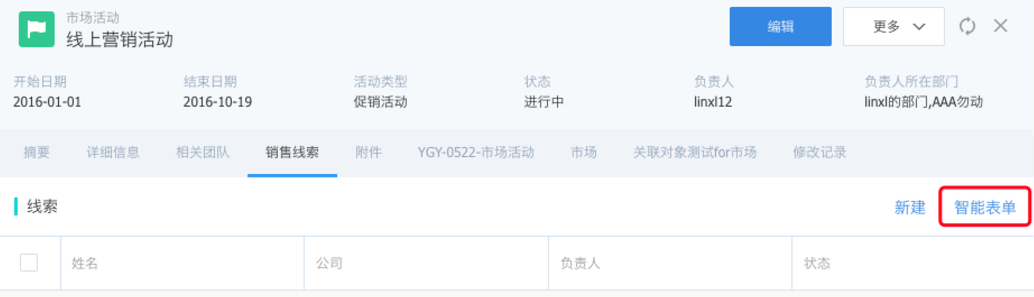 市场活动
线上营销活动
编辑 更多
开始日期 结束日期 活动类型 状态 负责人 负责人所在部门
2016-01-01 2016-10-19 促销活动 进行中 linxl12 linxl的部门,AAA勿动
摘要 详细信息 相关团队 销售线索 附件 YGY-0522-市场活动 市场 关联对象测试for市场 修改记录
线索 新建 智能表单
姓名 公司 负责人 状态